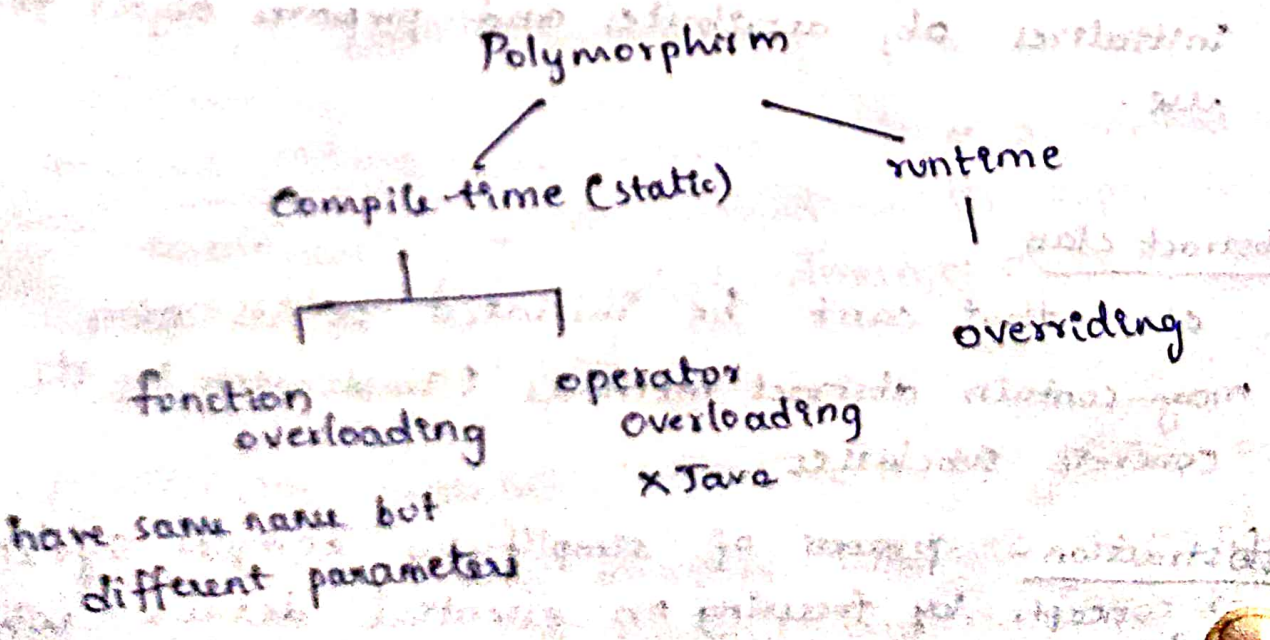 Polymorphism
Compile-time (static)
runtime
function
overloading
operator
overloading
x Java
overriding
have same name but
different parameters